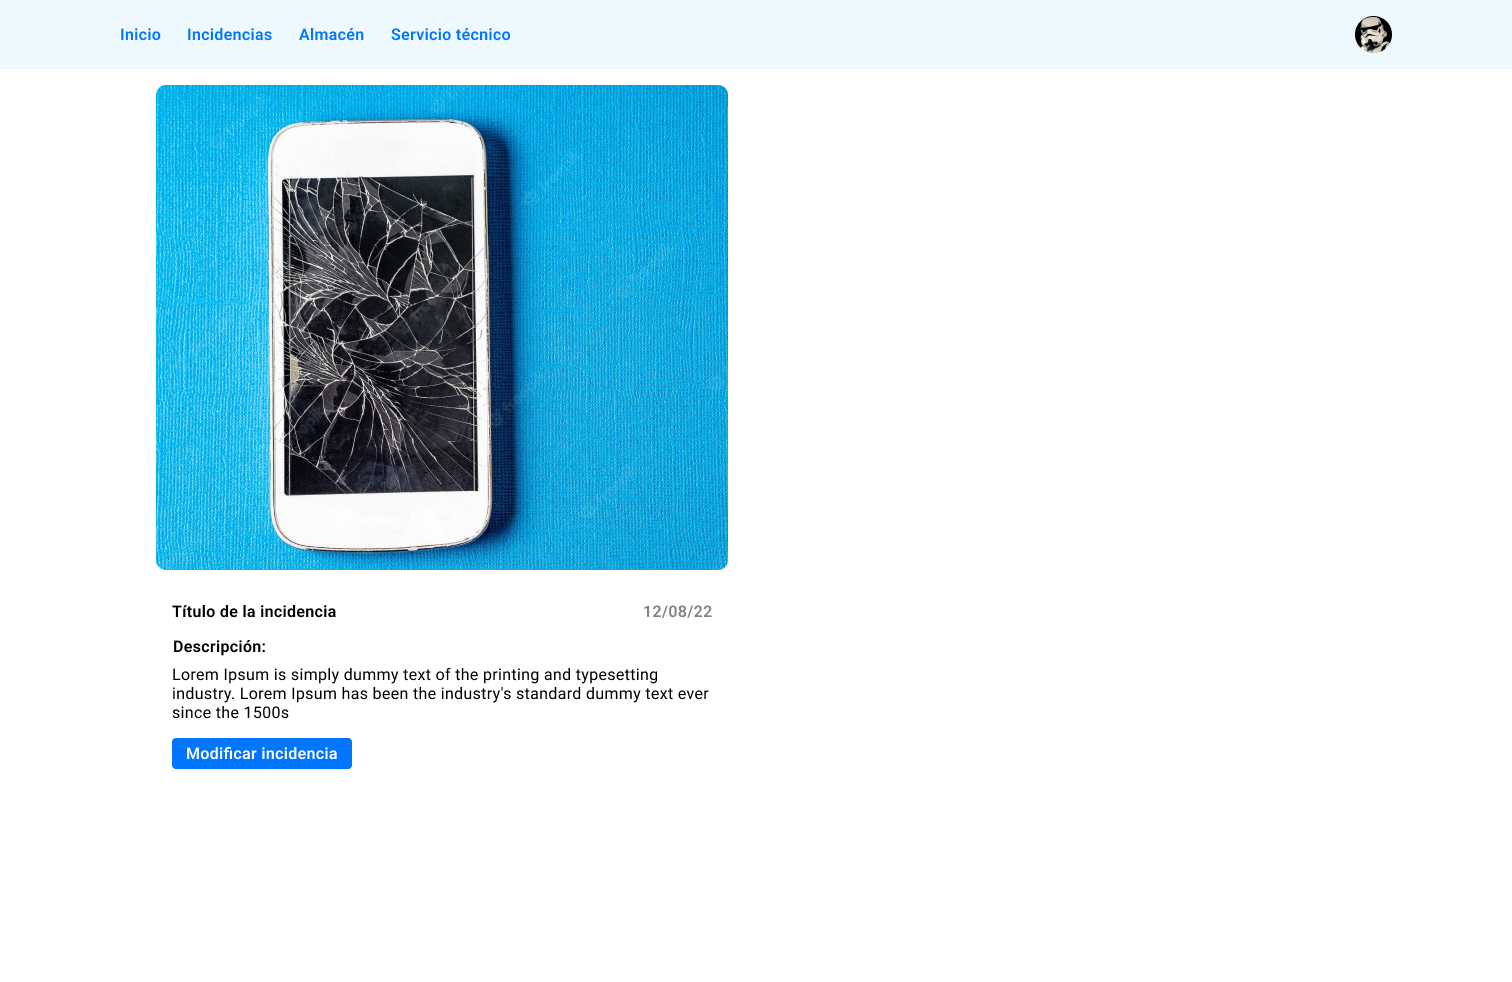 Inicio Incidencias Almacén Servicio técnico
Título de la incidencia 12/08/22
Descripción:
Lorem Ipsum is simply dummy text of the printing and typesetting
industry. Lorem Ipsum has been the industry's standard dummy text ever
since the 1500s
Modificar incidencia